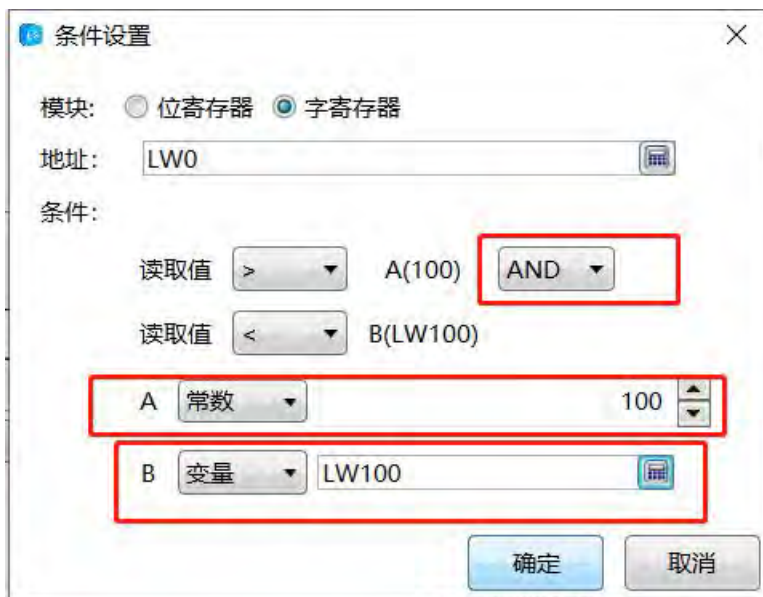 条件设置
模块: 位寄存器 字寄存器
地址: LW0
条件:
读取值 > A(100) AND
读取值 < B(LW100)
A 常数 100
B 变量 LW100
确定 取消